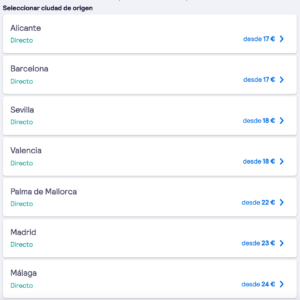 Seleccionar ciudad de origen
Alicante
Directo
desde 17 €
Barcelona
Directo
desde 17 €
Sevilla
Directo
desde 18 €
Valencia
Directo
desde 18 €
Palma de Mallorca
Directo
desde 22 €
Madrid
Directo
desde 23 €
Málaga
Directo
desde 24 €